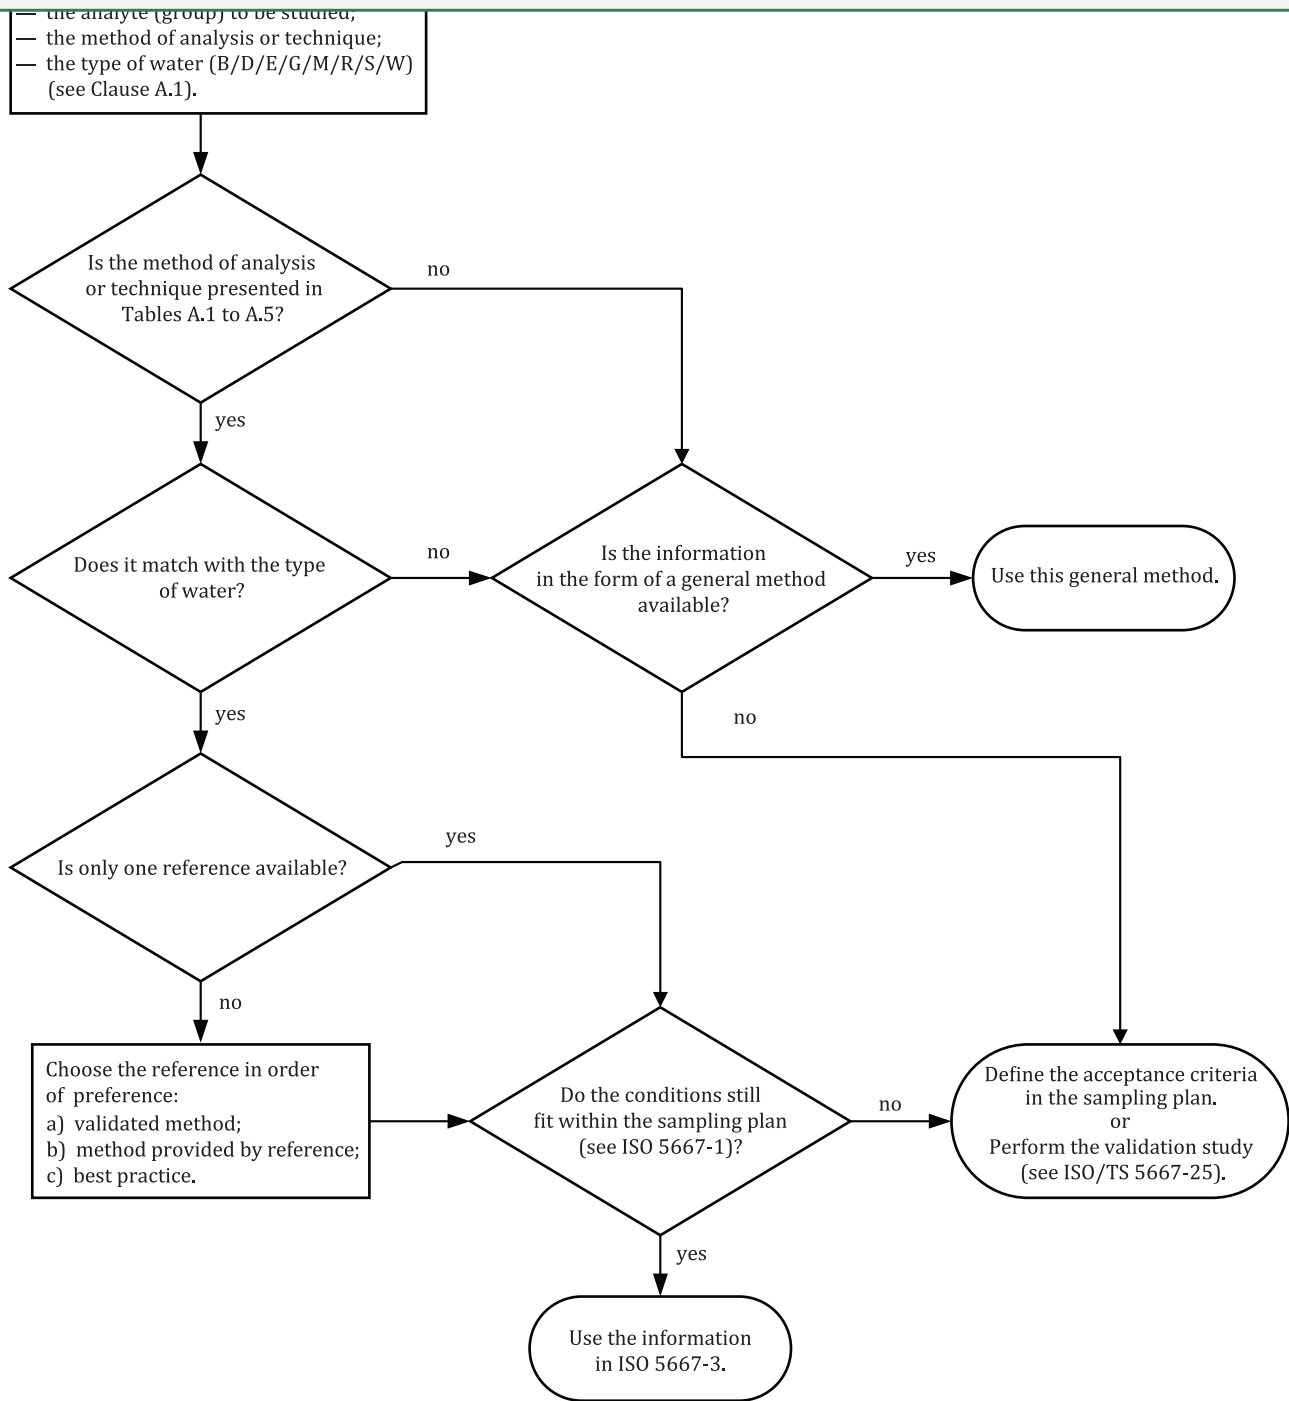 — the analyte (group) to be studied;
— the method of analysis or technique;
— the type of water (B/D/E/G/M/R/S/W)
(see Clause A.1).
Is the method of analysis
or technique presented in
Tables A.1 to A.5?
no
yes
Does it match with the type
of water?
no
Is the information
in the form of a general method
available?
yes
Use this general method.
yes
no
Is only one reference available?
yes
no
Choose the reference in order
of preference:
a) validated method;
b) method provided by reference;
c) best practice.
Do the conditions still
fit within the sampling plan
(see ISO 5667-1)?
no
Define the acceptance criteria
in the sampling plan.
or
Perform the validation study
(see ISO/TS 5667-25).
yes
Use the information
in ISO 5667-3.